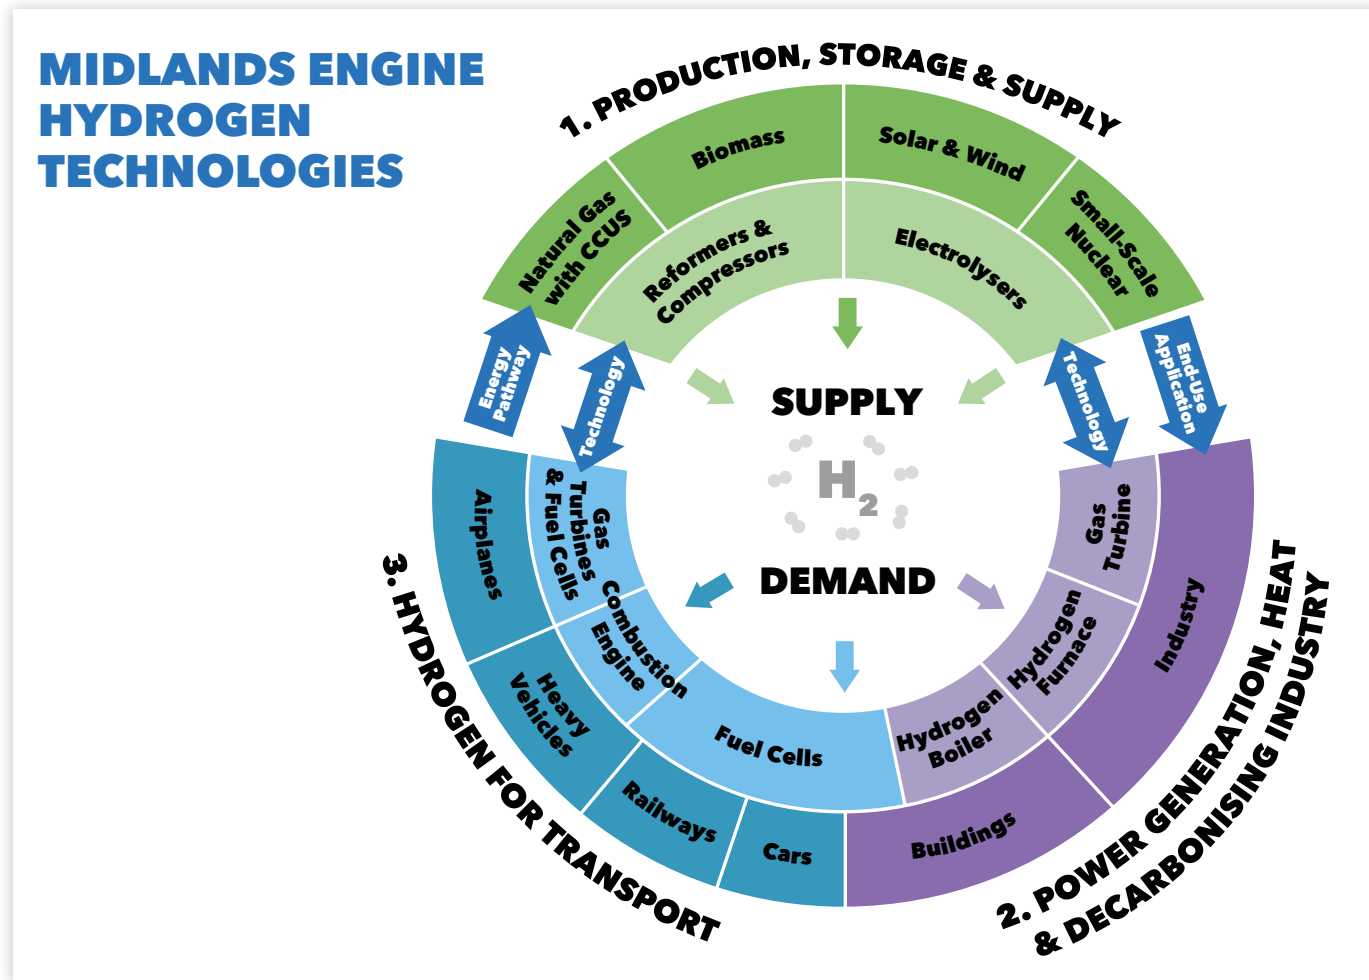 MIDLANDS ENGINE
HYDROGEN
TECHNOLOGIES
1. PRODUCTION, STORAGE & SUPPLY
Natural Gas
with CCUS
Biomass
Solar & Wind
Small-Scale
Nuclear
Reformers &
Compressors
Electrolysers
Energy
Pathway
Technology
Technology
End-Use
Application
SUPPLY
H2
DEMAND
Airplanes
Gas
Turbines
& Fuel Cells
Combustion
Engine
Heavy
Vehicles
Railways
Cars
Fuel Cells
Hydrogen
Boiler
Hydrogen
Furnace
Gas
Turbine
Industry
Buildings
3. HYDROGEN FOR TRANSPORT
2. POWER GENERATION, HEAT
& DECARBONISING INDUSTRY